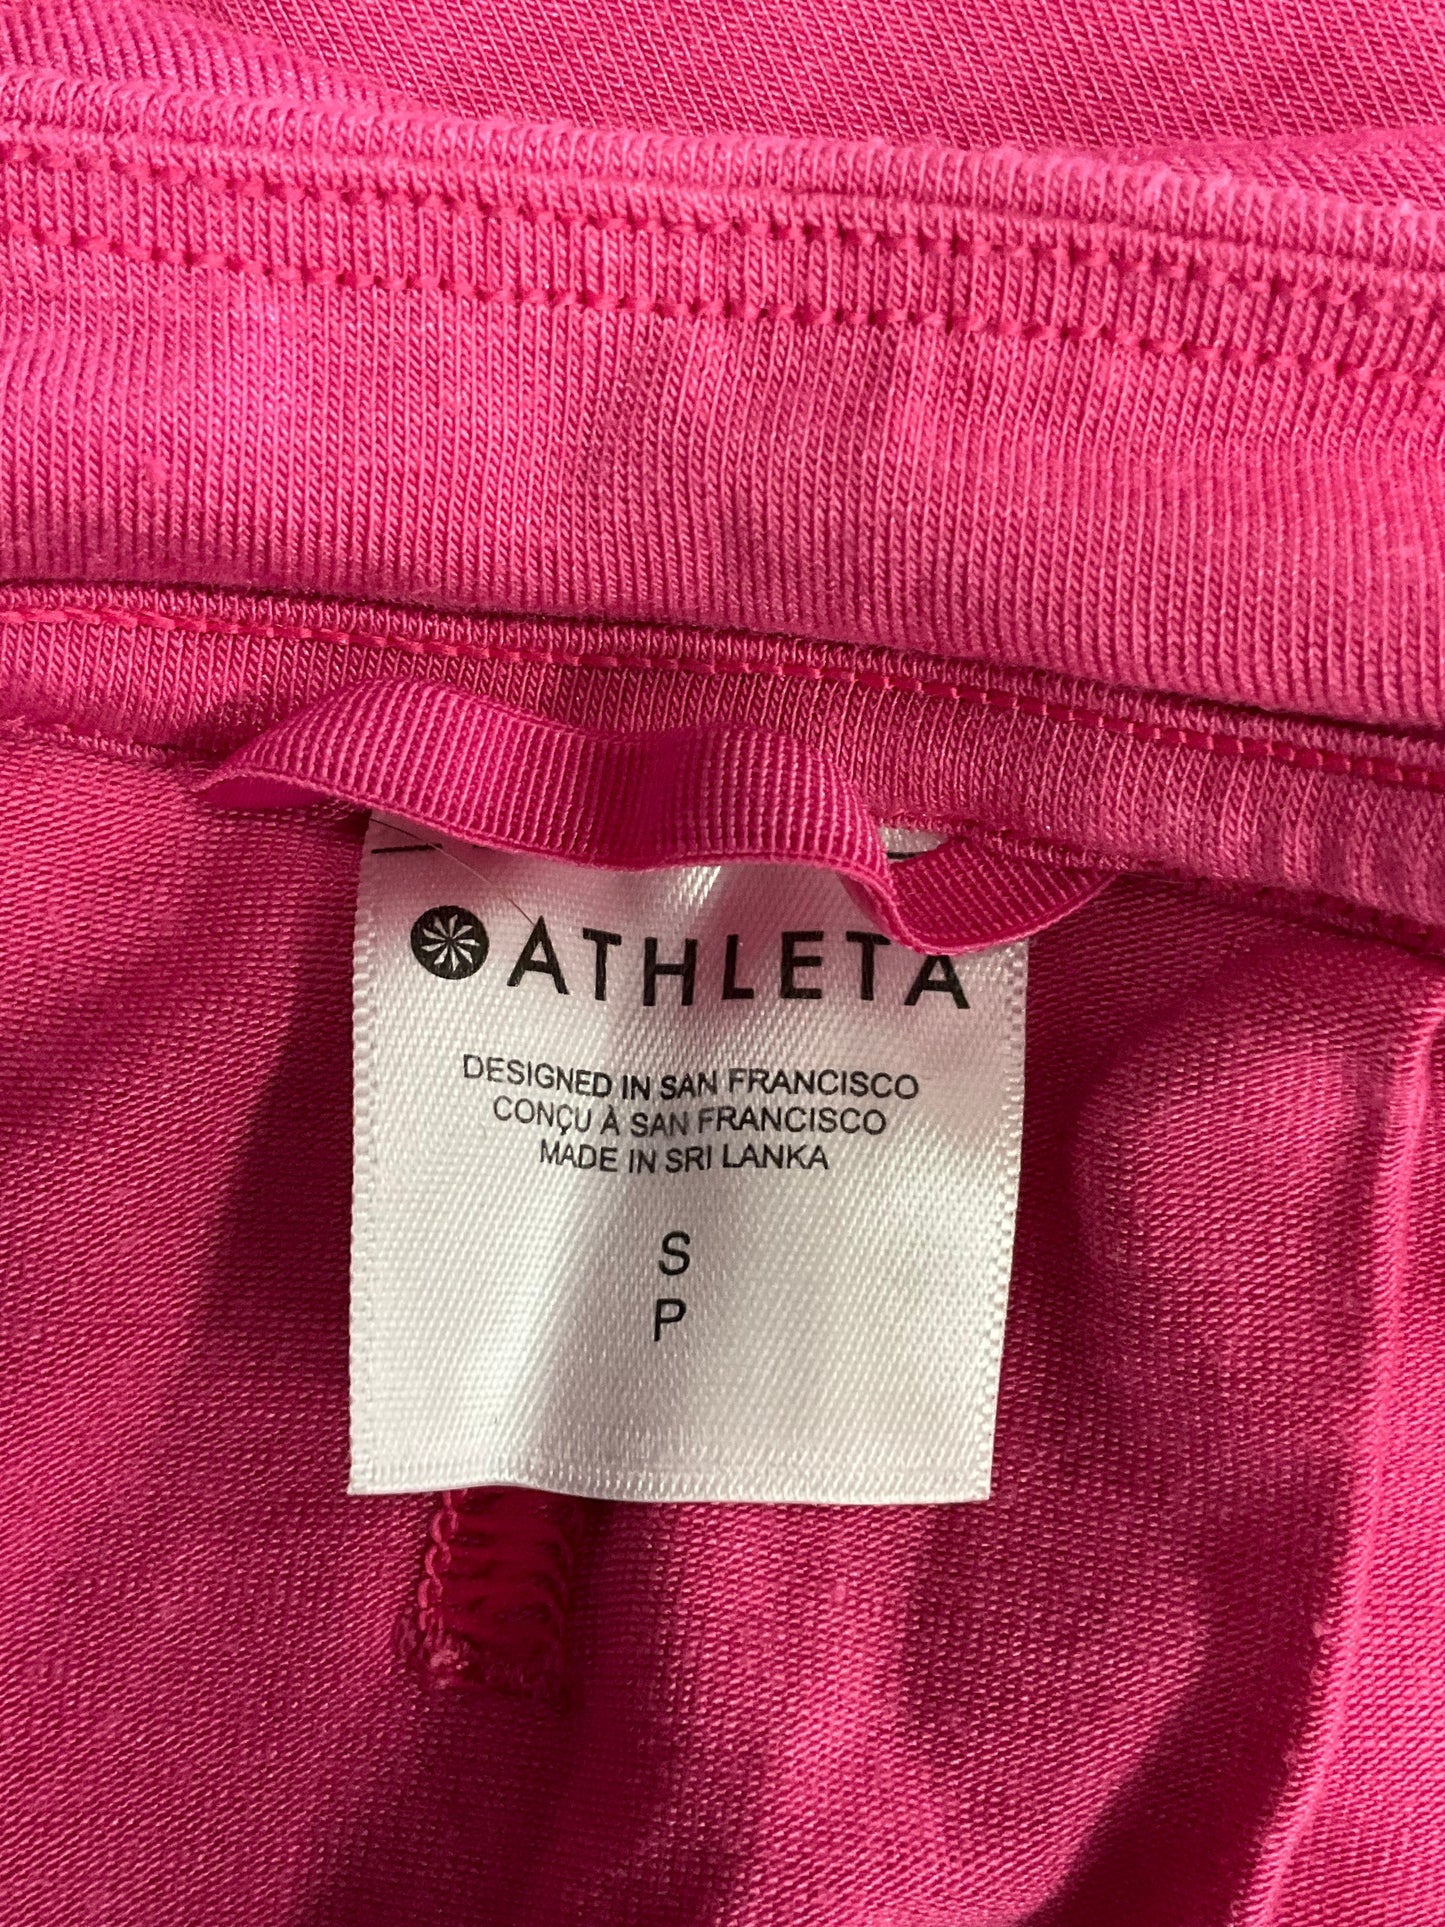 ATHLETA
DESIGNED IN SAN FRANCISCO
CONÇU À SAN FRANCISCO
MADE IN SRI LANKA
S
P